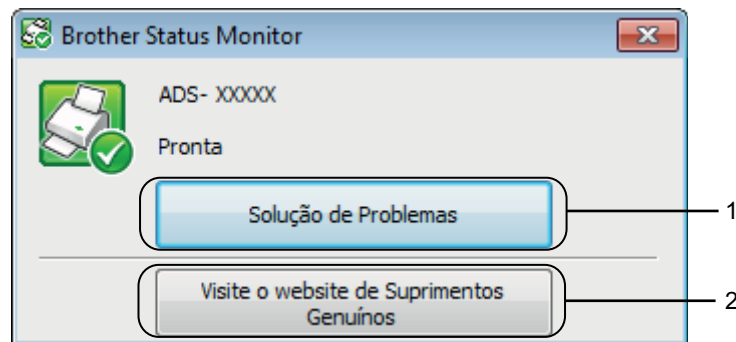 Brother Status Monitor
ADS- XXXXX
Pronta
Solução de Problemas
1
Visite o website de Suprimentos
Genuínos
2